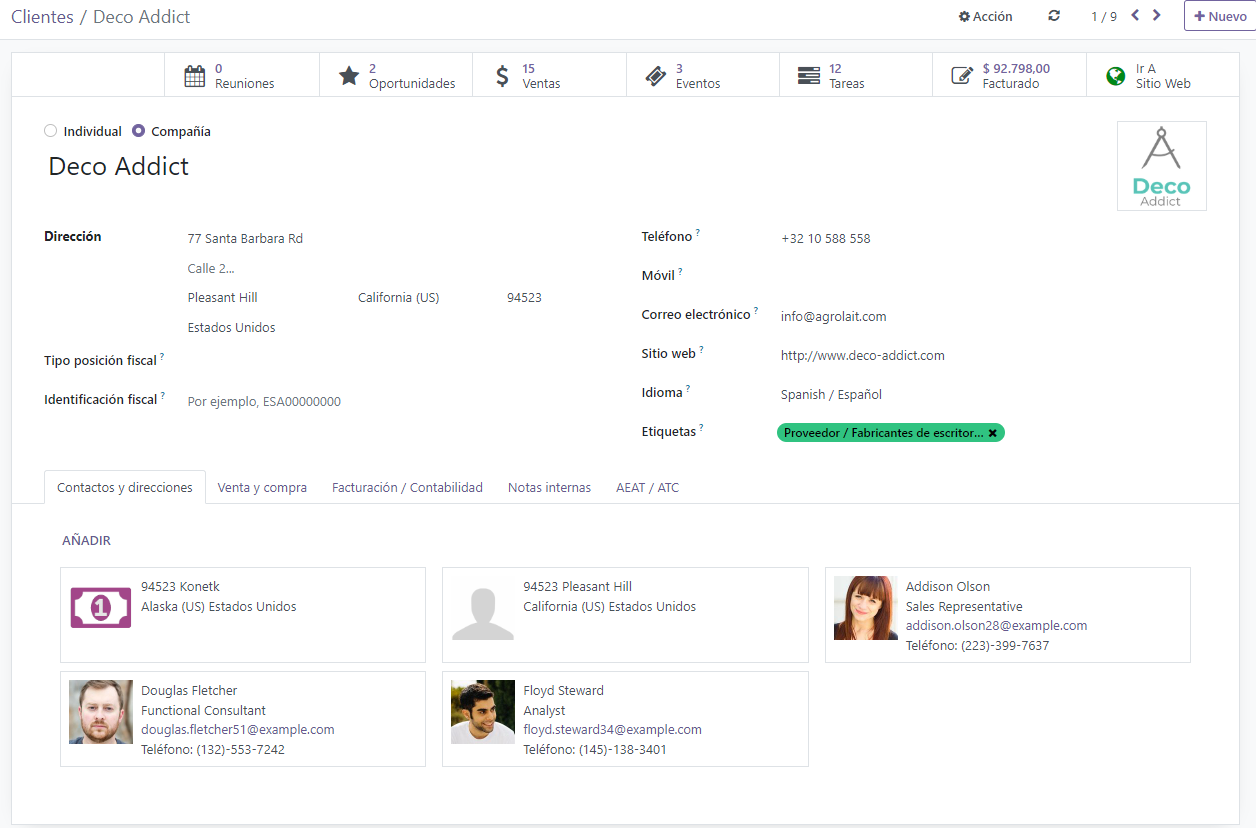 Clientes / Deco Addict
Acción
1 / 9
Nuevo
0
Reuniones
2
Oportunidades
15
Ventas
3
Eventos
12
Tareas
$ 92.798,00
Facturado
Ir A
Sitio Web
Individual
Compañía
Deco Addict
Deco
Addict
Dirección
77 Santa Barbara Rd
Calle 2...
Pleasant Hill California (US) 94523
Estados Unidos
Tipo posición fiscal ?
Identificación fiscal ? Por ejemplo, ESA00000000
Teléfono ? +32 10 588 558
Móvil ?
Correo electrónico ? info@agrolait.com
Sitio web ? http://www.deco-addict.com
Idioma ? Spanish / Español
Etiquetas ? Proveedor / Fabricantes de escritor...
Contactos y direcciones Venta y compra Facturación / Contabilidad Notas internas AEAT / ATC
AÑADIR
1
94523 Konetk
Alaska (US) Estados Unidos
94523 Pleasant Hill
California (US) Estados Unidos
Addison Olson
Sales Representative
addison.olson28@example.com
Teléfono: (223)-399-7637
Douglas Fletcher
Functional Consultant
douglas.fletcher51@example.com
Teléfono: (132)-553-7242
Floyd Steward
Analyst
floyd.steward34@example.com
Teléfono: (145)-138-3401